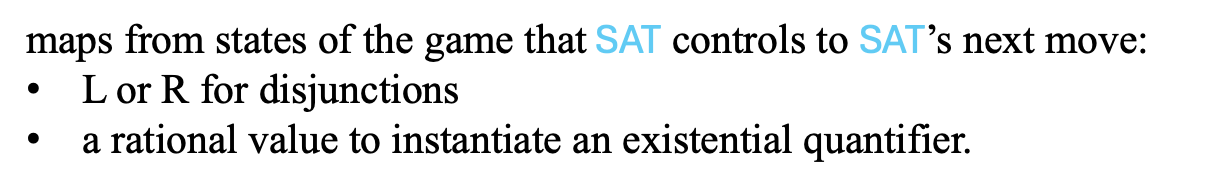 maps from states of the game that SAT controls to SAT’s next move:
• L or R for disjunctions
• a rational value to instantiate an existential quantifier.